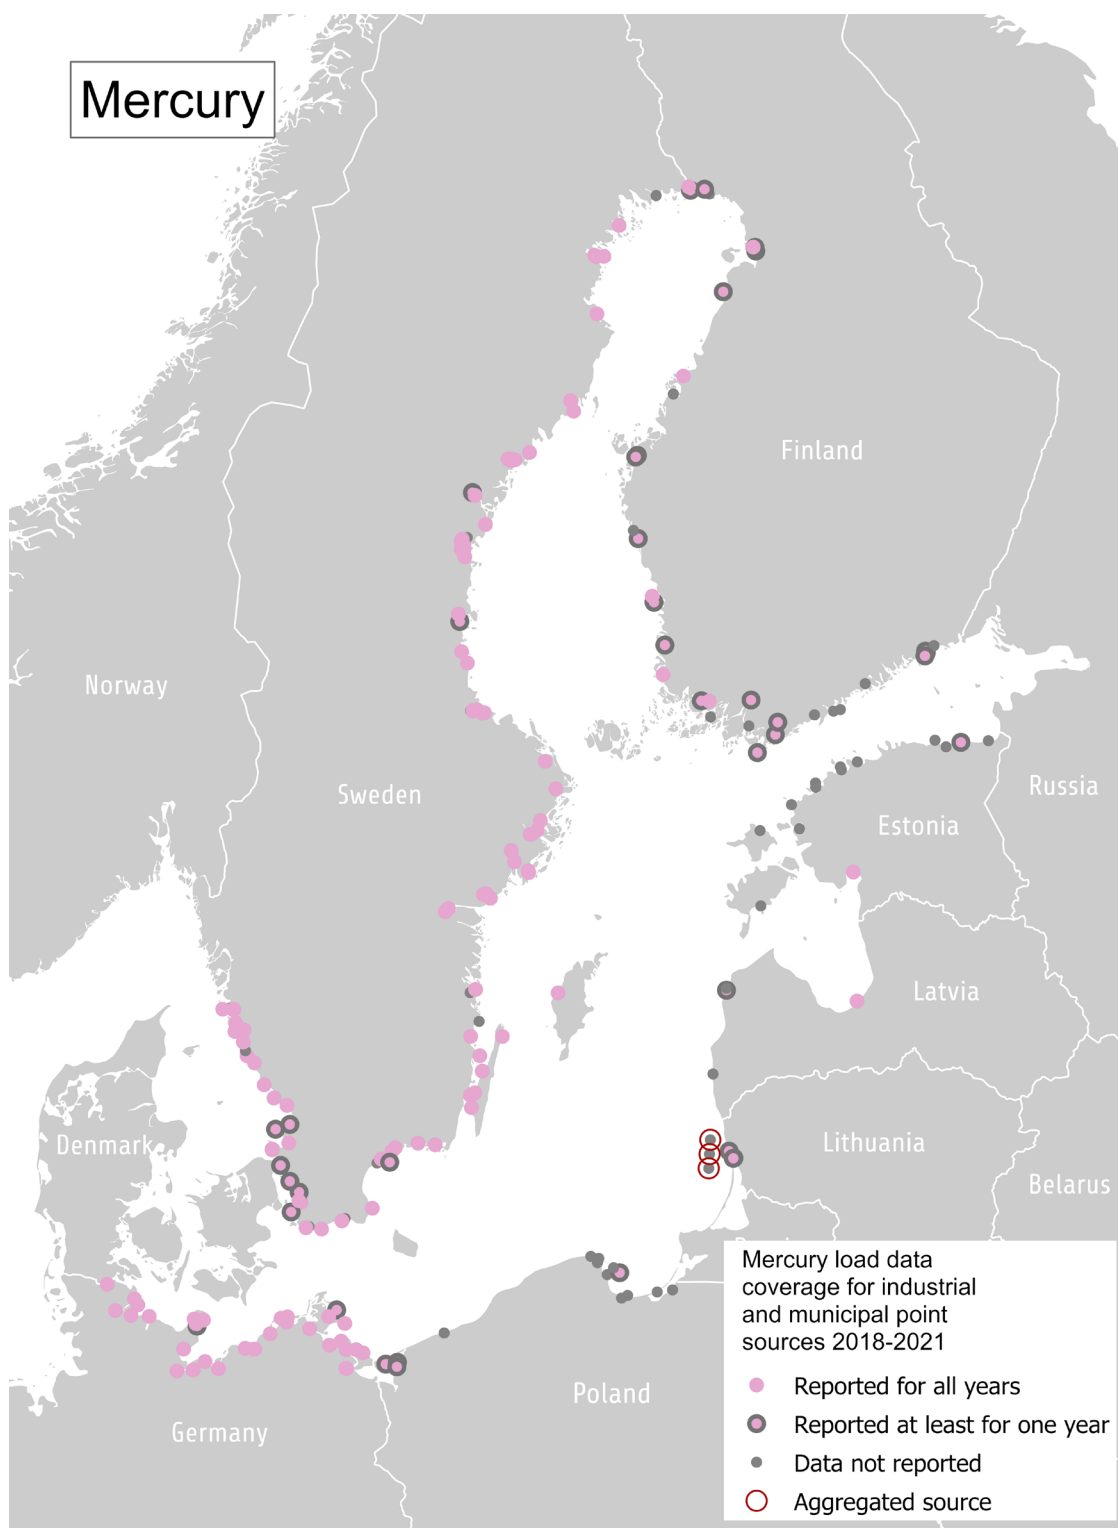 Mercury
Finland
Norway
Sweden
Russia
Estonia
Latvia
Denmark
Lithuania
Belarus
Mercury load data
coverage for industrial
and municipal point
sources 2018-2021
Reported for all years
Reported at least for one year
Data not reported
Aggregated source
Poland
Germany